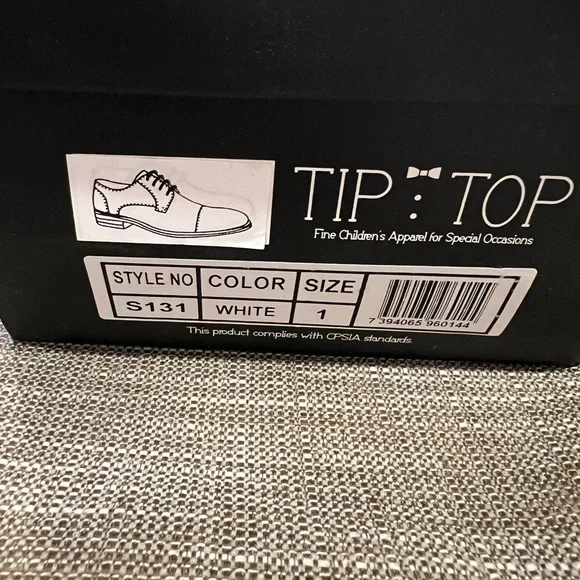 TIP : TOP
Fine Children's Apparel for Special Occasions
STYLE NO COLOR SIZE
S131 WHITE 1
7 394065 960144
This product complies with CPSIA standards.